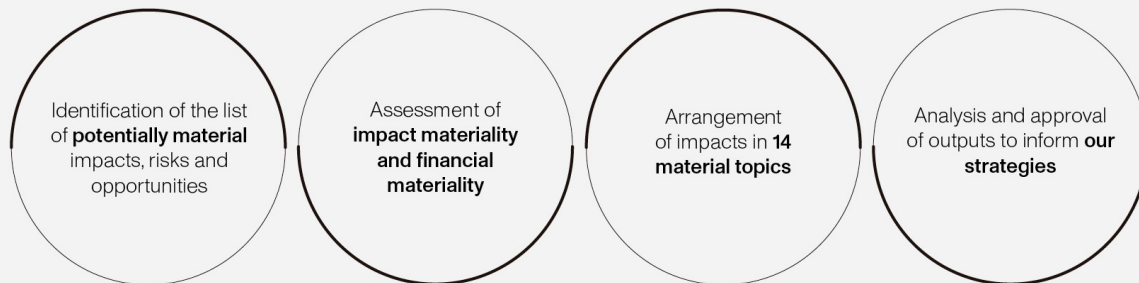 Identification of the list
of potentially material
impacts, risks and
opportunities
Assessment of
impact materiality
and financial
materiality
Arrangement
of impacts in 14
material topics
Analysis and approval
of outputs to inform our
strategies